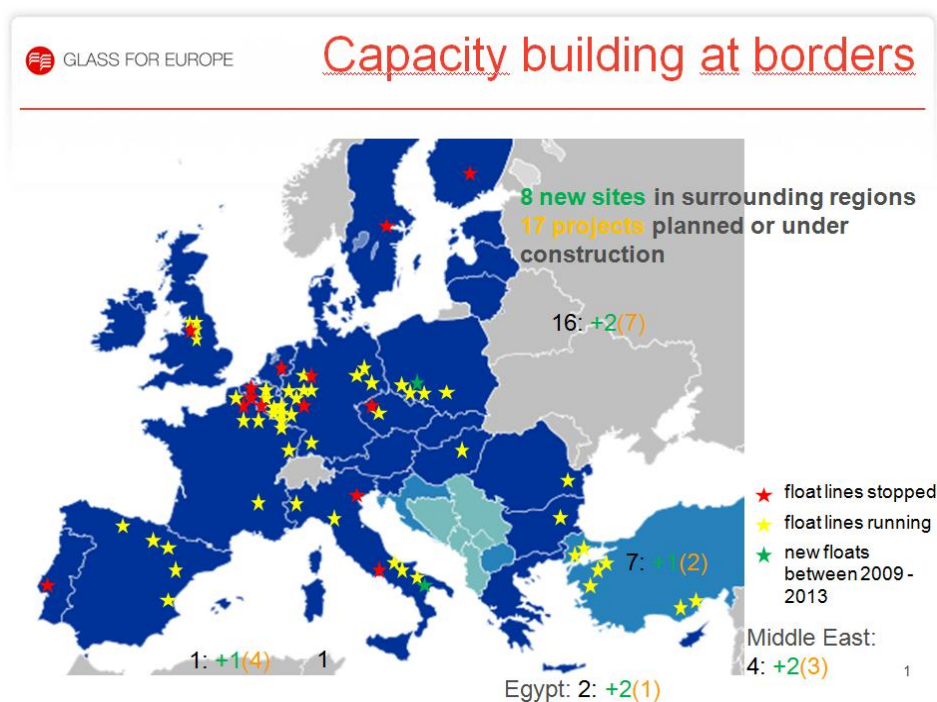 GLASS FOR EUROPE
Capacity building at borders
8 new sites in surrounding regions
17 projects planned or under
construction
16: +2(7)
float lines stopped
float lines running
new floats
between 2009 -
2013
7: +1(2)
Middle East:
4: +2(3)
1: +1(4)
1
Egypt: 2: +2(1)
1